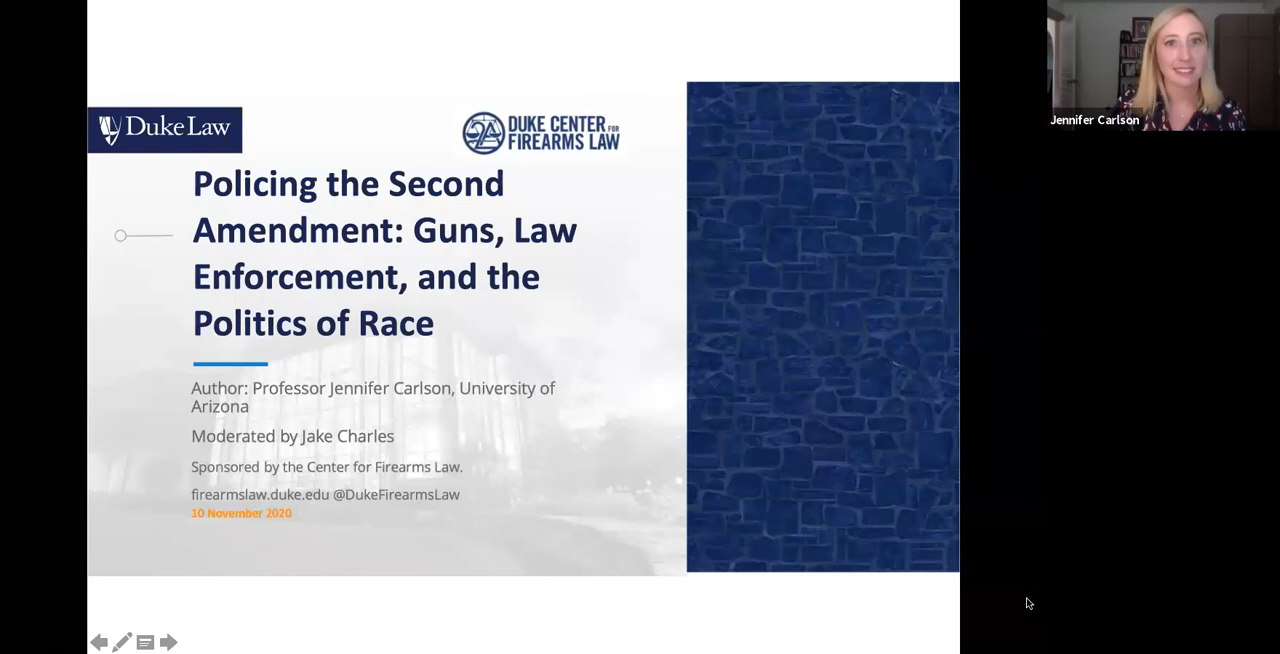 Duke Law
DUKE CENTER FOR
FIREARMS LAW
Policing the Second
Amendment: Guns, Law
Enforcement, and the
Politics of Race
Author: Professor Jennifer Carlson, University of
Arizona
Moderated by Jake Charles
Sponsored by the Center for Firearms Law.
firearmslaw.duke.edu @DukeFirearmsLaw
10 November 2020
Jennifer Carlson